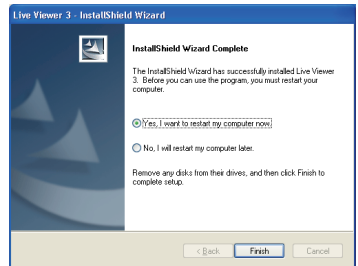 Live Viewer 3 - InstallShield Wizard
InstallShield Wizard Complete
The InstallShield Wizard has successfully installed Live Viewer
3. Before you can use the program, you must restart your
computer.
Yes, I want to restart my computer now.
No, I will restart my computer later.
Remove any disks from their drives, and then click Finish to
complete setup.
< Back Finish Cancel